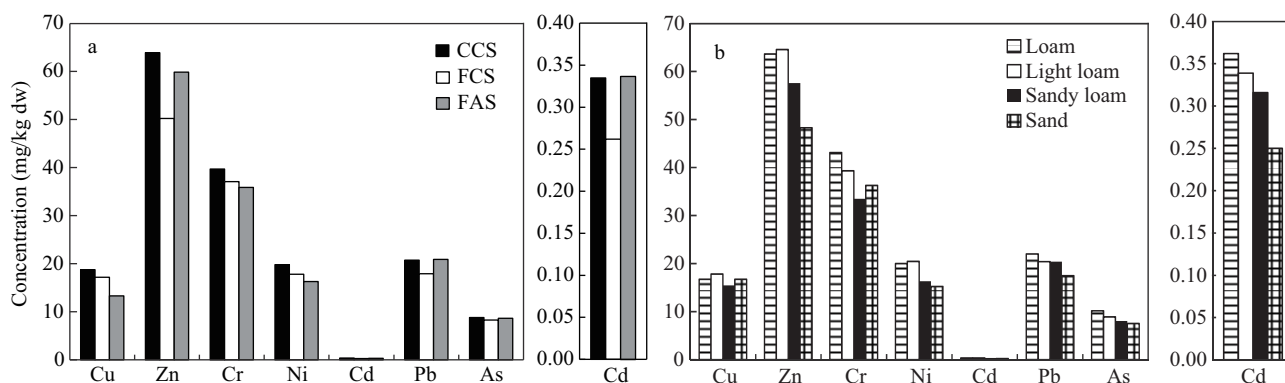 Concentration (mg/kg dw)
70
60
50
40
30
20
10
0
a
CCS
FCS
FAS
Cu Zn Cr Ni Cd Pb As
0.40
0.35
0.30
0.25
0.20
0.15
0.10
0.05
0.00
Cd
70
60
50
40
30
20
10
0
b
Loam
Light loam
Sandy loam
Sand
Cu Zn Cr Ni Cd Pb As
0.40
0.35
0.30
0.25
0.20
0.15
0.10
0.05
0.00
Cd